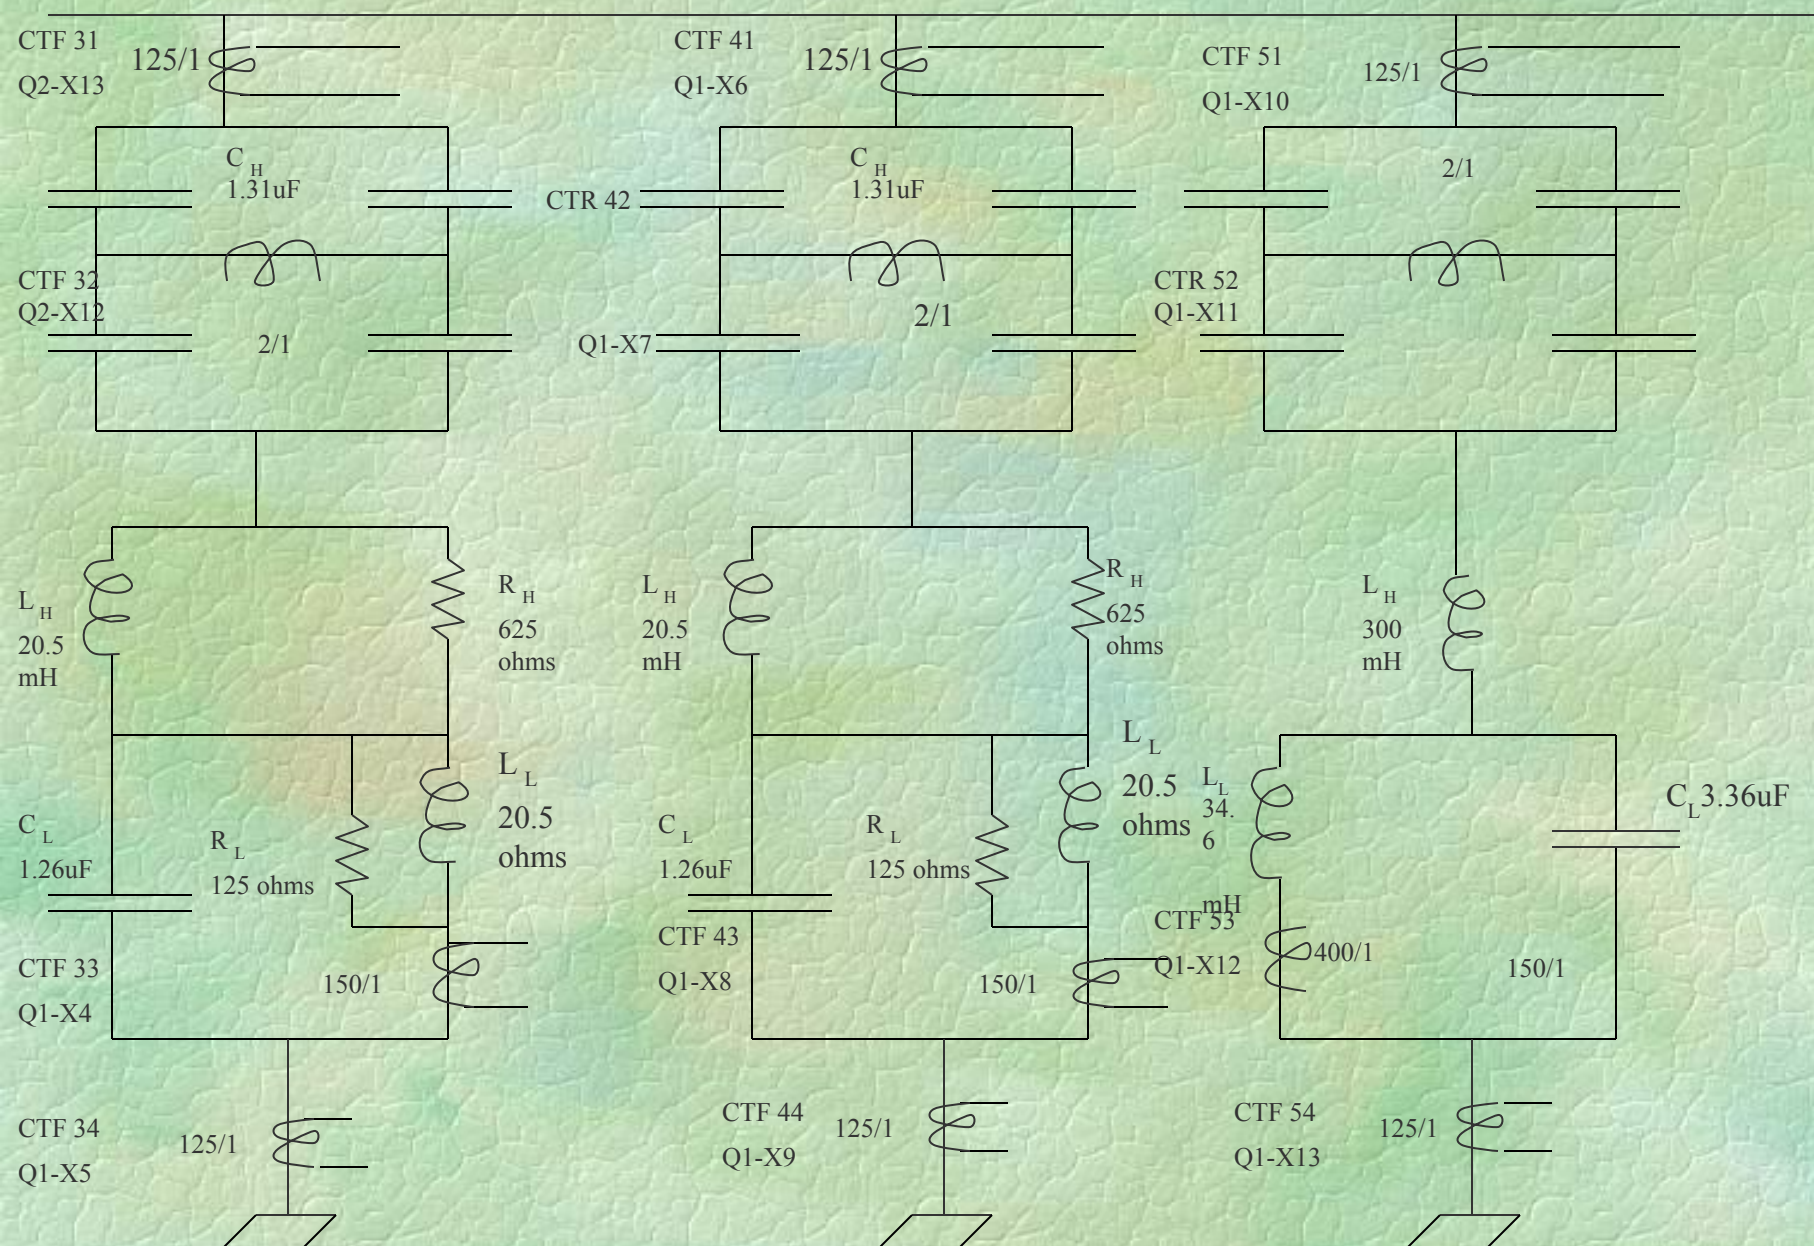 CTF 31
125/1
Q2-X13
CTF 41
125/1
Q1-X6
CTF 51
125/1
Q1-X10
C H
1.31uF
C H
1.31uF
2/1
CTR 42
CTF 32
Q2-X12
2/1
2/1
Q1-X7
CTR 52
Q1-X11
L H
20.5
mH
R H
625
ohms
L H
20.5
mH
R H
625
ohms
L H
300
mH
L L
20.5
ohms
L L
20.5
ohms
L L
34.
6
mH
C L 3.36uF
C L
1.26uF
R L
125 ohms
C L
1.26uF
R L
125 ohms
CTF 33
Q1-X4
150/1
CTF 43
Q1-X8
150/1
CTF 53
Q1-X12
400/1
150/1
CTF 34
Q1-X5
125/1
CTF 44
Q1-X9
125/1
CTF 54
Q1-X13
125/1